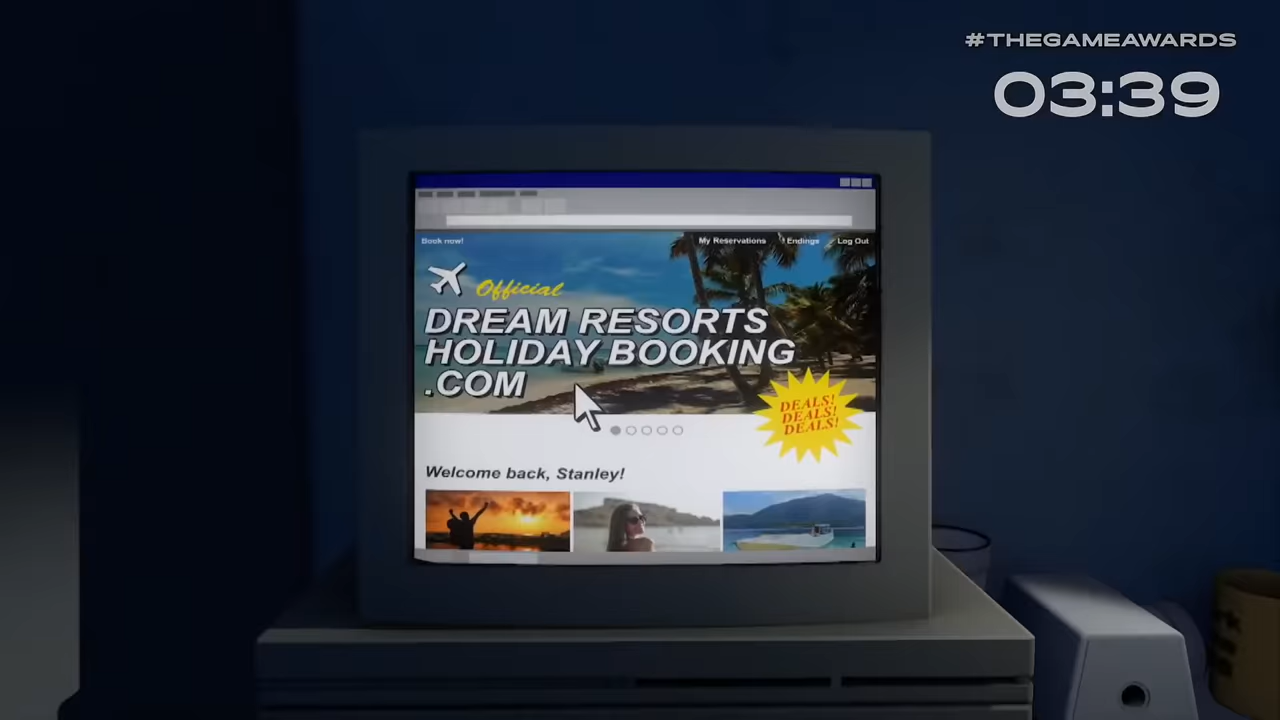 #THEGAMEAWARDS
03:39
Book now!
My Reservations
Endings
Log Out
Official
DREAM RESORTS
HOLIDAY BOOKING
.COM
DEALS!
DEALS!
DEALS!
Welcome back, Stanley!